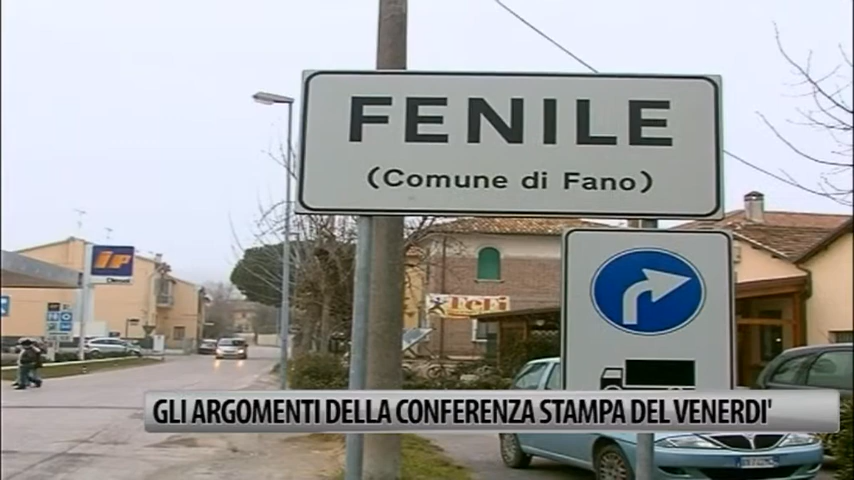 FENILE
(Comune di Fano)
IP
GLI ARGOMENTI DELLA CONFERENZA STAMPA DEL VENERDI'